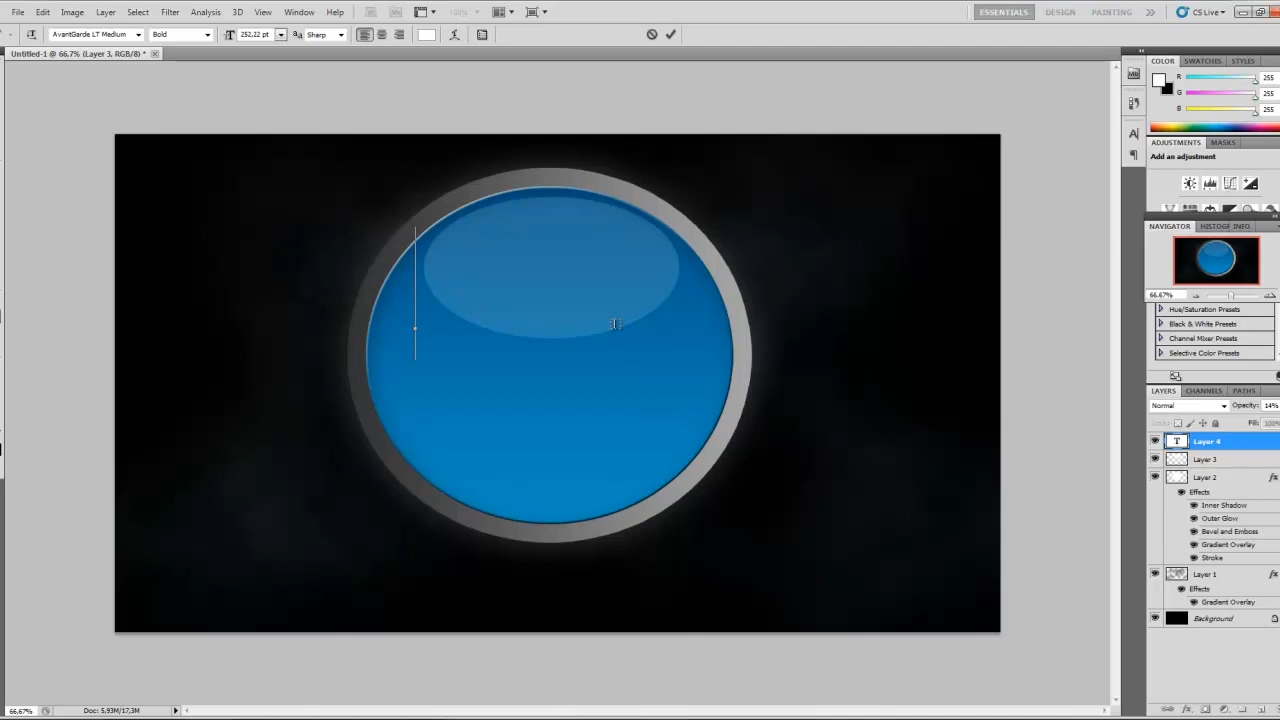 File Edit Image Layer Select Filter Analysis 3D View Window Help 100% ESSENTIALS DESIGN PAINTING CS Live
AvantGarde LT Medium Bold 252,22 pt Sharp
Untitled-1 @ 66,7% (Layer 3, RGB/8) *
COLOR SWATCHES STYLES
R 255
G 255
B 255
ADJUSTMENTS MASKS
Add an adjustment
NAVIGATOR HISTOGR INFO
66.67%
Hue/Saturation Presets
Black & White Presets
Channel Mixer Presets
Selective Color Presets
LAYERS CHANNELS PATHS
Normal Opacity: 14%
Lock: Fill: 100%
T Layer 4
Layer 3
Layer 2 fx
Effects
Inner Shadow
Outer Glow
Bevel and Emboss
Gradient Overlay
Stroke
Layer 1 fx
Effects
Gradient Overlay
Background
66.67% Doc: 5,93M/17,3M